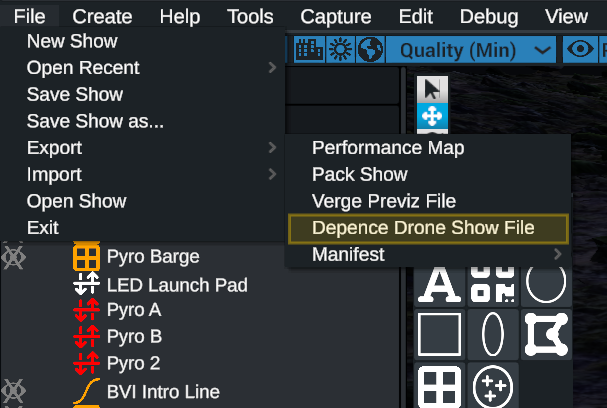 File Create Help Tools Capture Edit Debug View
New Show
Open Recent
Save Show
Save Show as...
Export
Import
Open Show
Exit
Quality (Min)
Performance Map
Pack Show
Verge Previz File
Depence Drone Show File
Manifest
Pyro Barge
LED Launch Pad
Pyro A
Pyro B
Pyro 2
BVI Intro Line
A